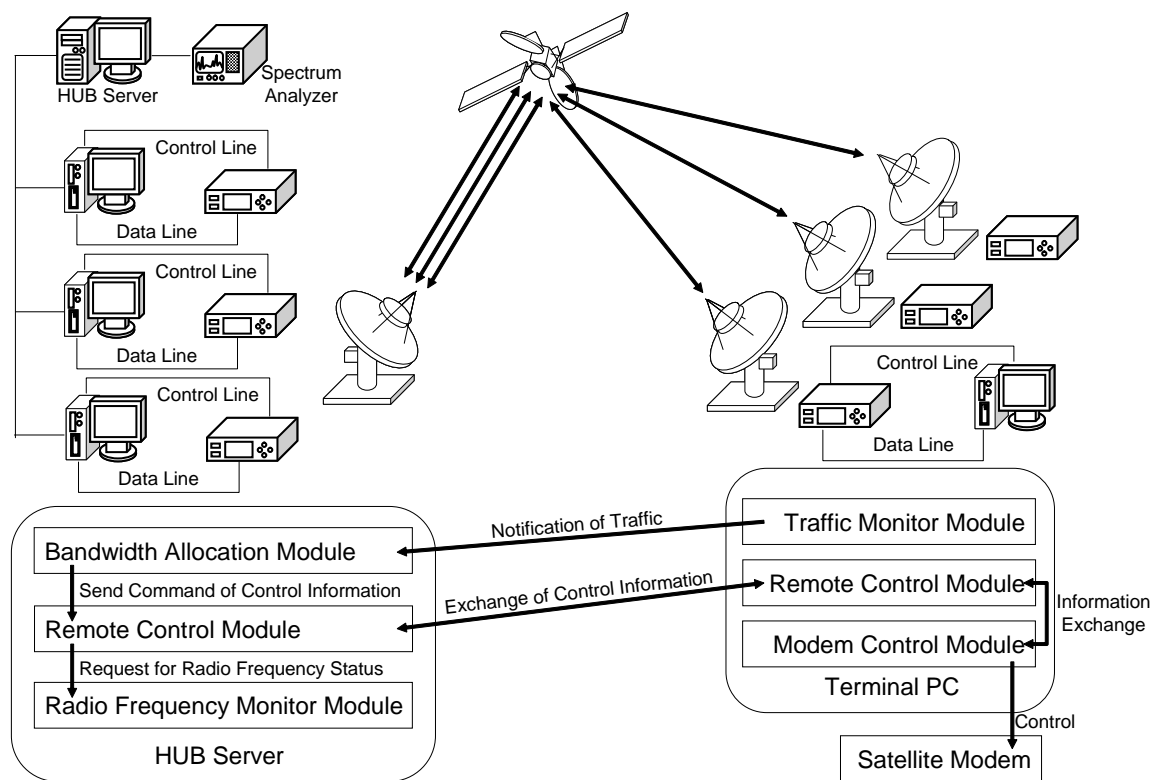 HUB Server
Spectrum
Analyzer
Control Line
Data Line
Control Line
Data Line
Control Line
Data Line
Control Line
Data Line
Bandwidth Allocation Module
Send Command of Control Information
Remote Control Module
Request for Radio Frequency Status
Radio Frequency Monitor Module
HUB Server
Notification of Traffic
Exchange of Control Information
Traffic Monitor Module
Remote Control Module
Information
Exchange
Modem Control Module
Terminal PC
Control
Satellite Modem